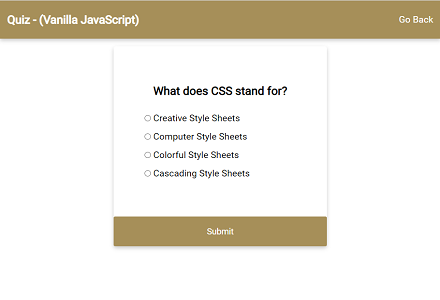 Quiz - (Vanilla JavaScript)
Go Back
What does CSS stand for?
Creative Style Sheets
Computer Style Sheets
Colorful Style Sheets
Cascading Style Sheets
Submit